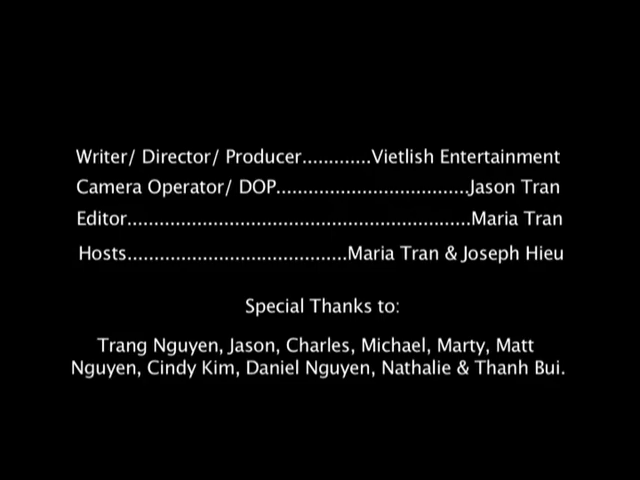 Writer/ Director/ Producer.............Vietlish Entertainment
Camera Operator/ DOP....................................Jason Tran
Editor................................................................Maria Tran
Hosts.........................................Maria Tran & Joseph Hieu
Special Thanks to:
Trang Nguyen, Jason, Charles, Michael, Marty, Matt
Nguyen, Cindy Kim, Daniel Nguyen, Nathalie & Thanh Bui.